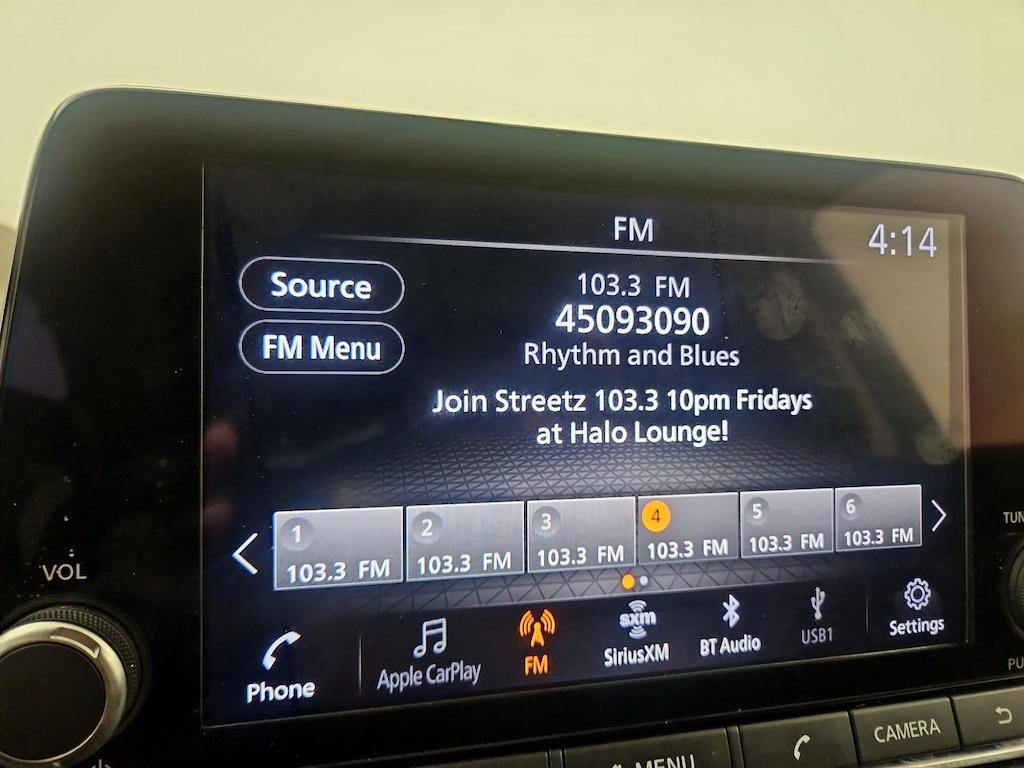 FM
4:14
Source
103.3 FM
45093090
FM Menu
Rhythm and Blues
Join Streetz 103.3 10pm Fridays
at Halo Lounge!
1
2
3
4
5
6
103.3 FM
103.3 FM
103.3 FM
103.3 FM
103.3 FM
103.3 FM
VOL
Phone
Apple CarPlay
FM
sxm
SiriusXM
BT Audio
USB1
Settings
MENU
CAMERA